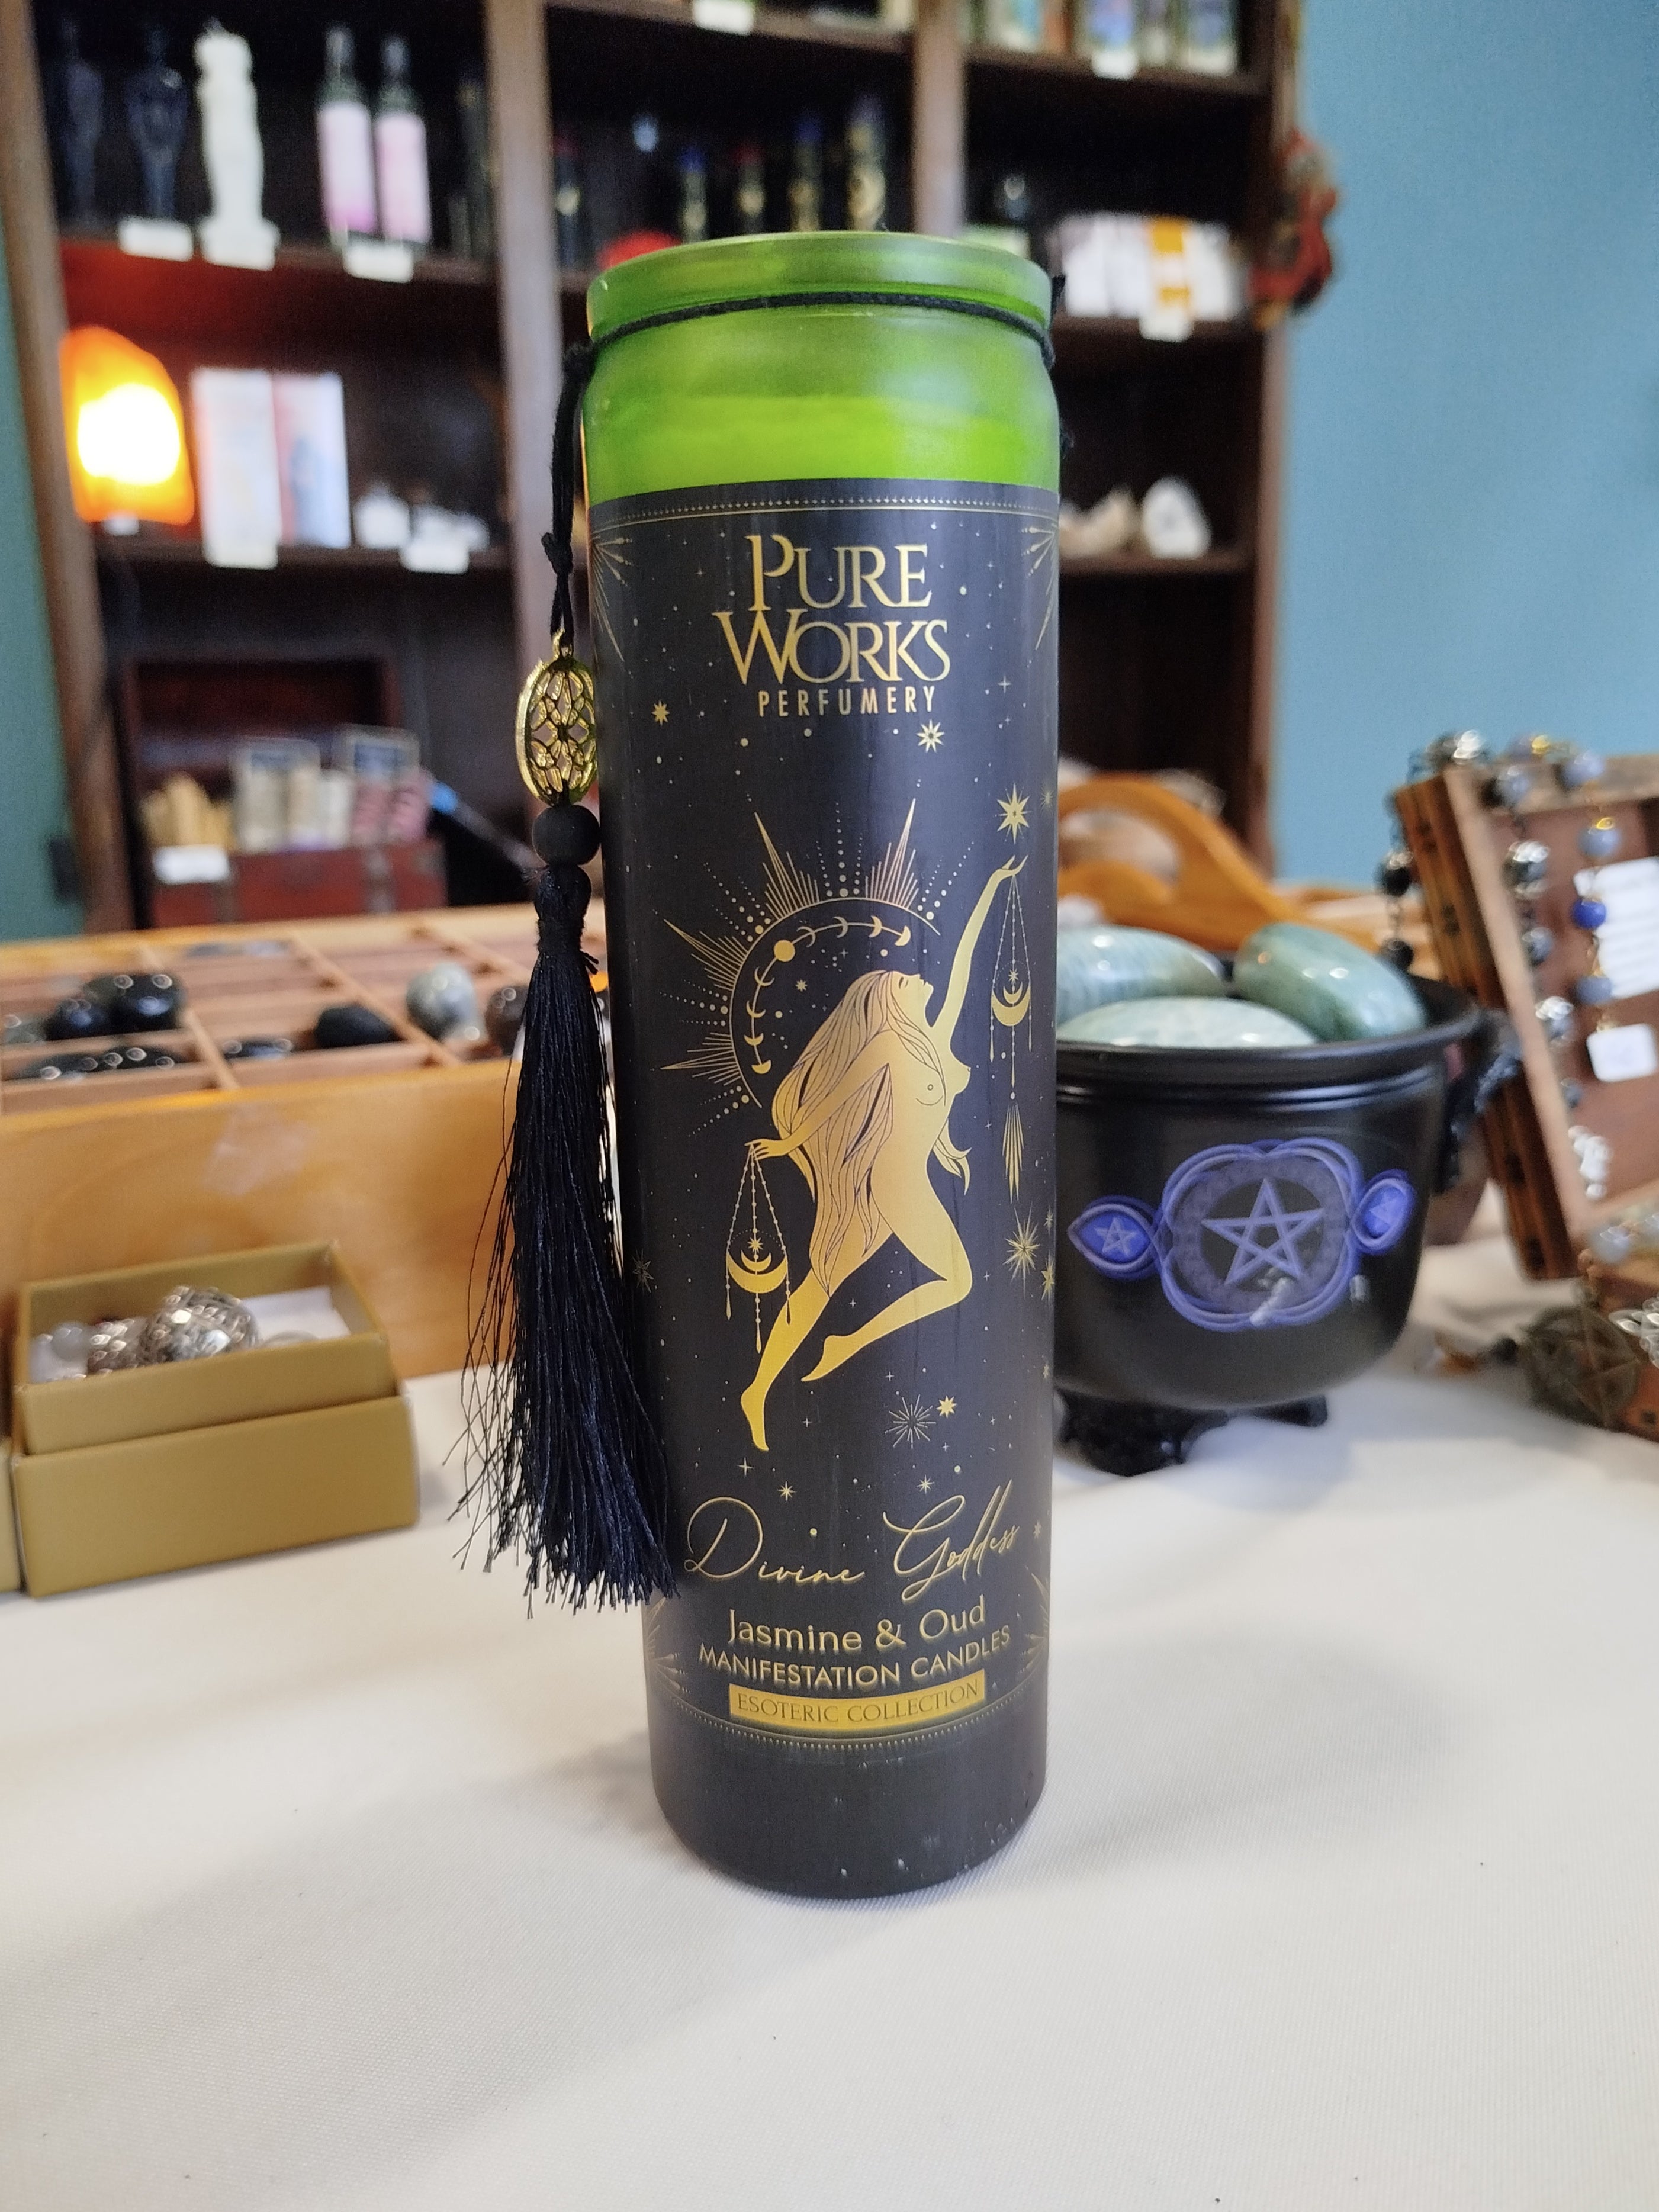 PURE
WORKS
PERFUMERY
Divine Goddess
Jasmine & Oud
MANIFESTATION CANDLES
ESOTERIC COLLECTION